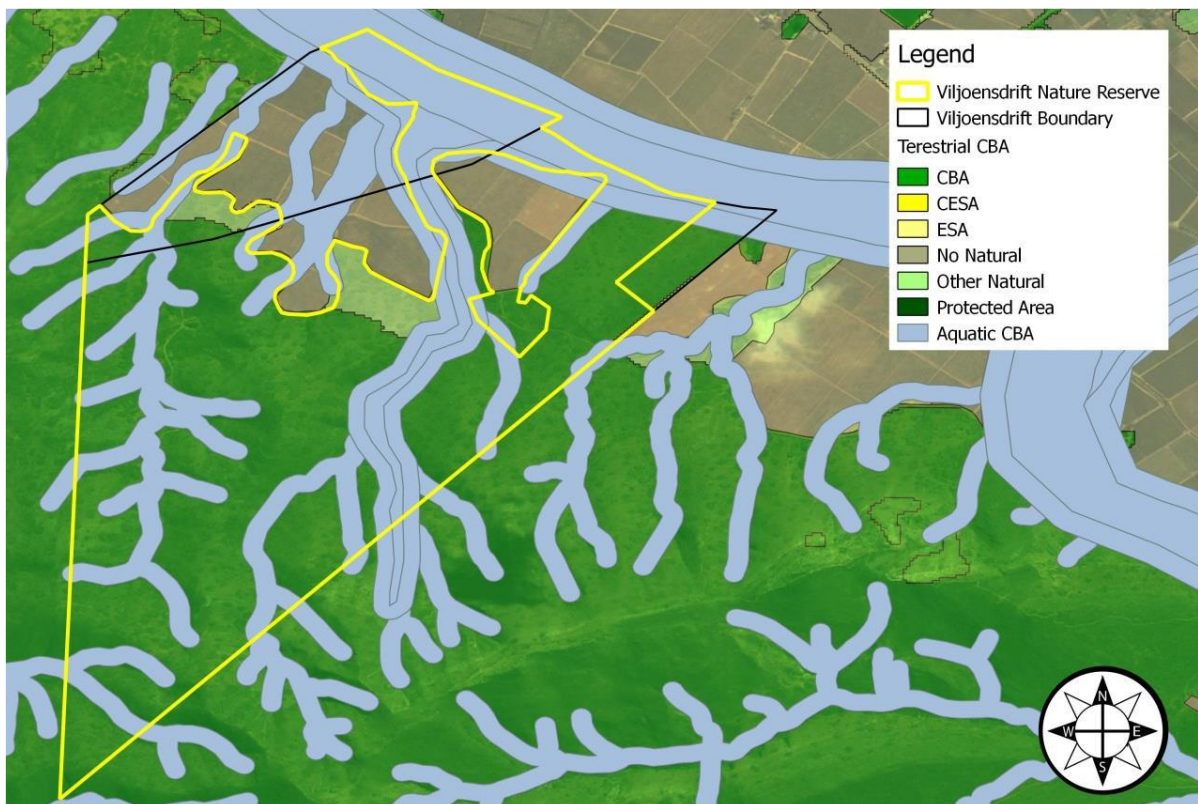 Legend
Viljoensdrift Nature Reserve
Viljoensdrift Boundary
Terestrial CBA
CBA
CESA
ESA
No Natural
Other Natural
Protected Area
Aquatic CBA
N
W E
S